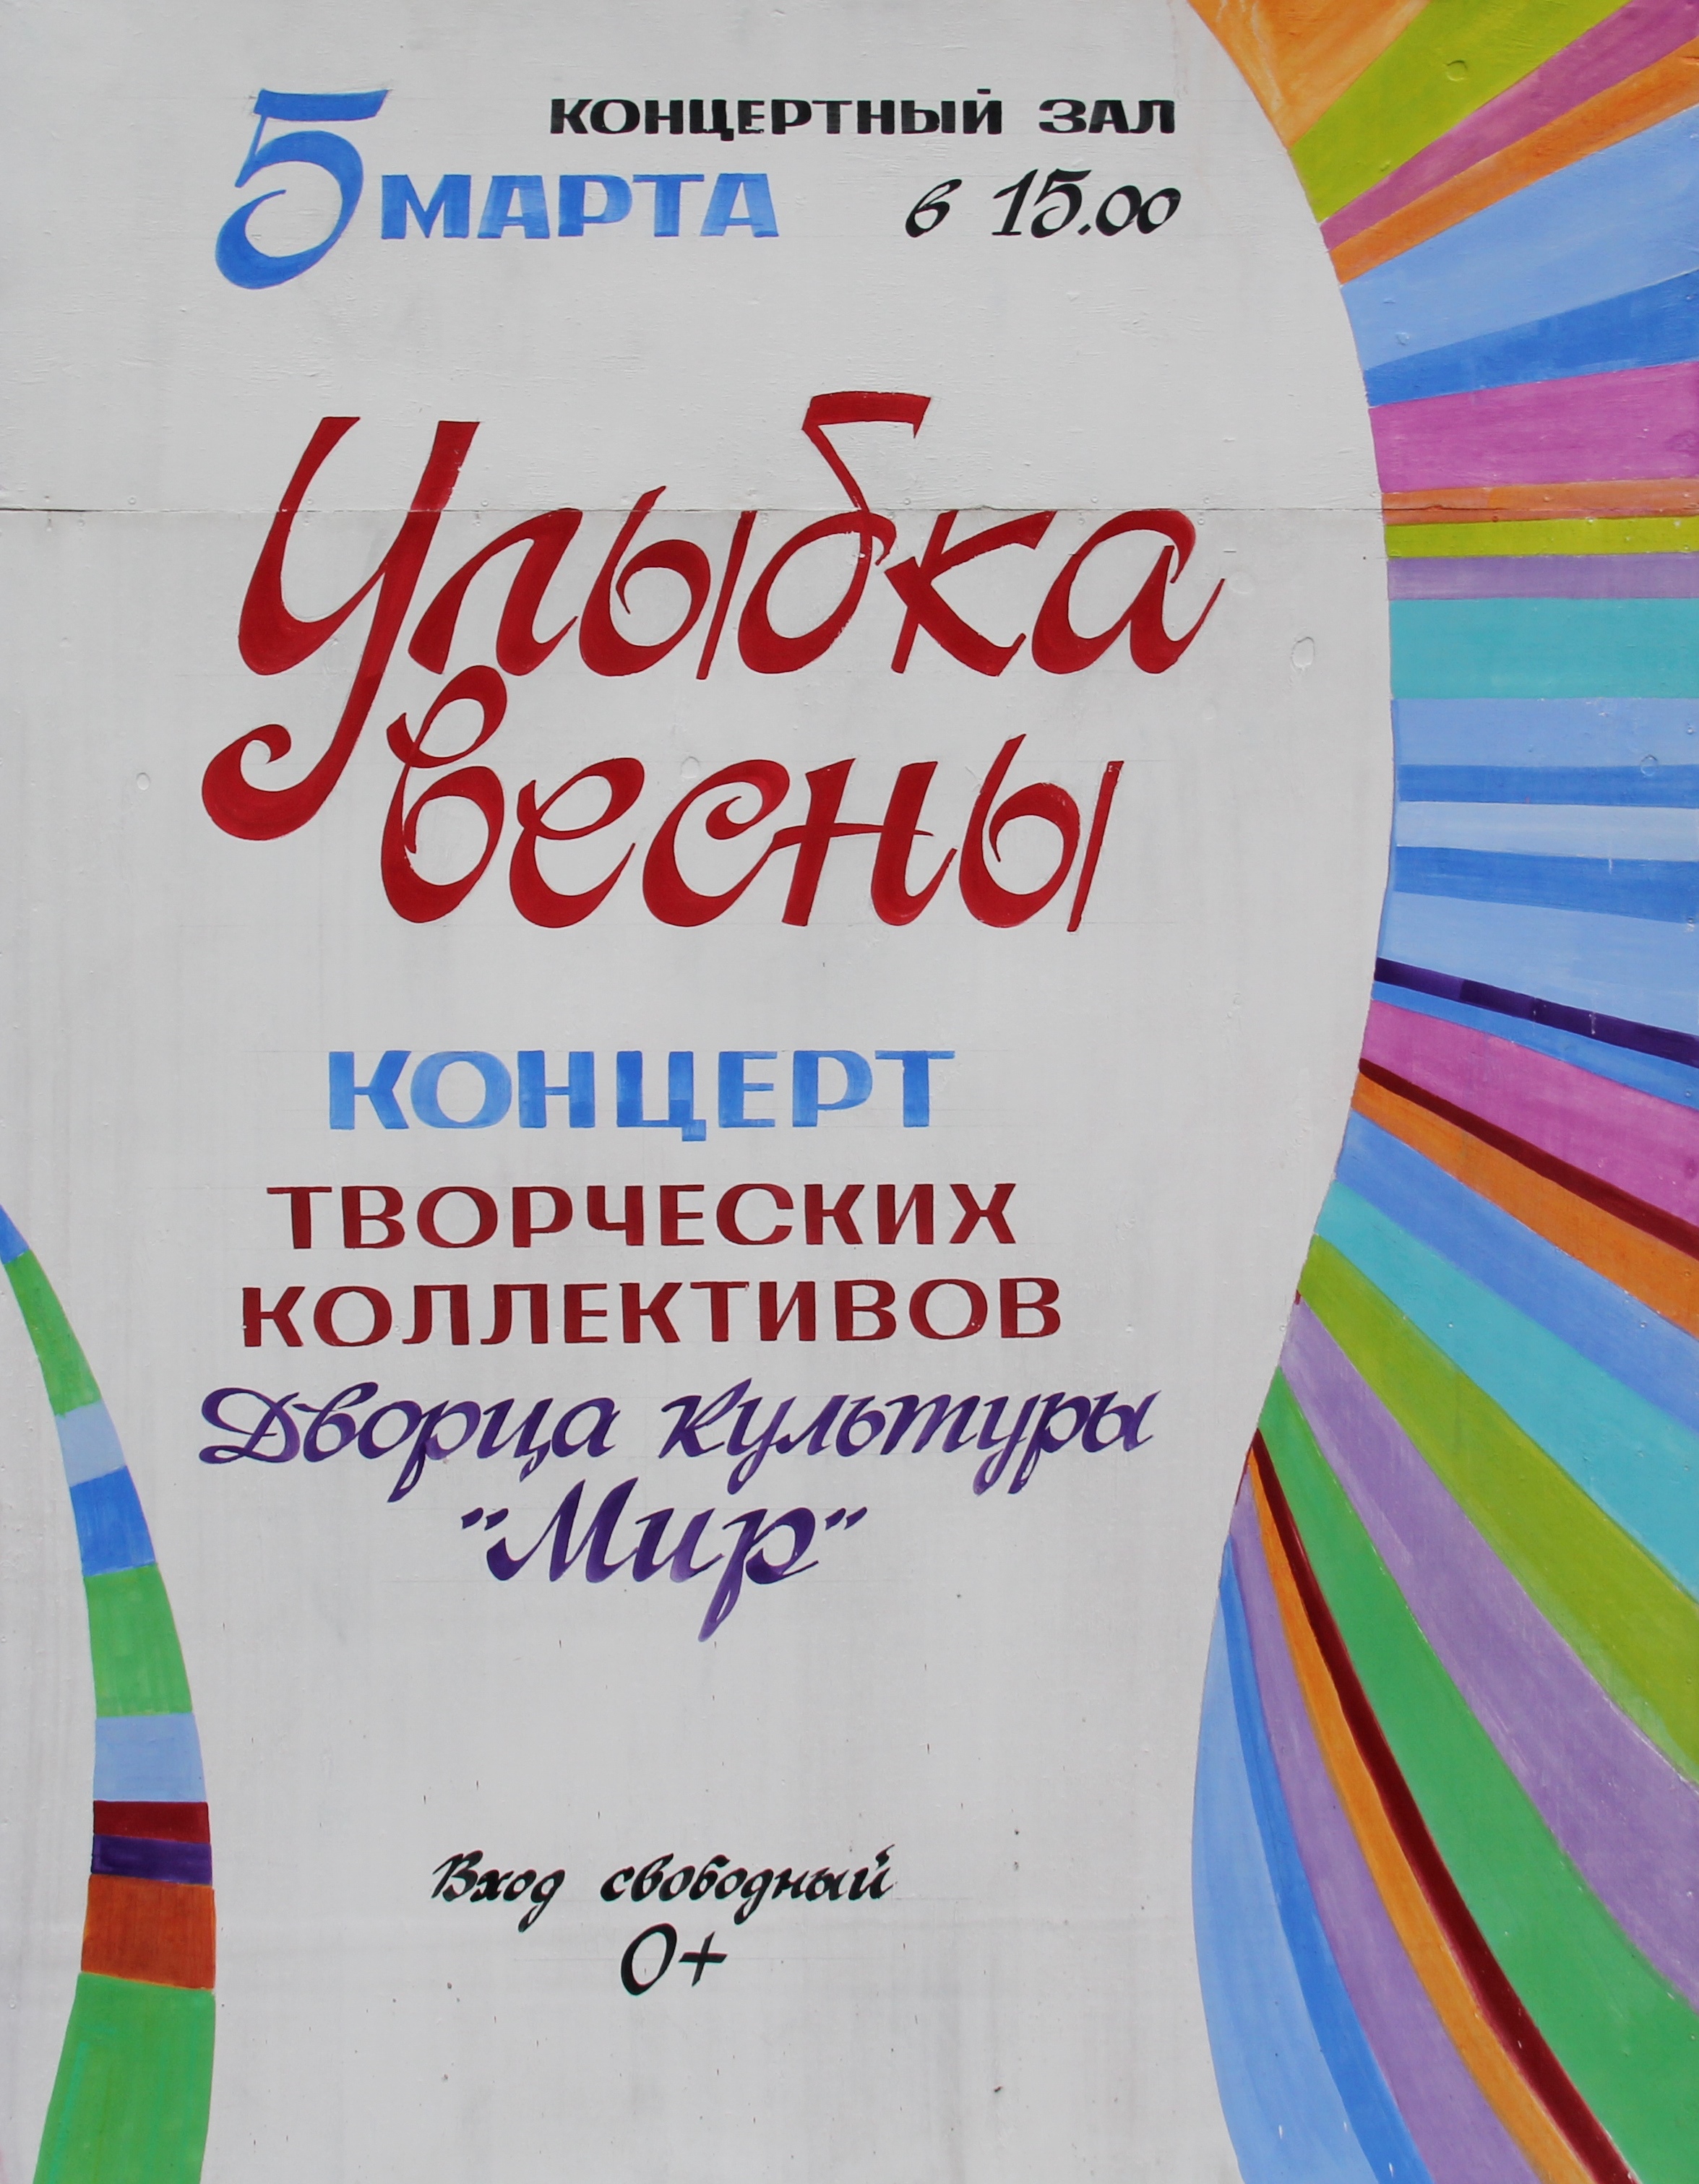 5 МАРТА КОНЦЕРТНЫЙ ЗАЛ
в 15.00
Улыбка
весны
КОНЦЕРТ
ТВОРЧЕСКИХ
КОЛЛЕКТИВОВ
Дворца культуры
"Мир"
Вход свободный
0+